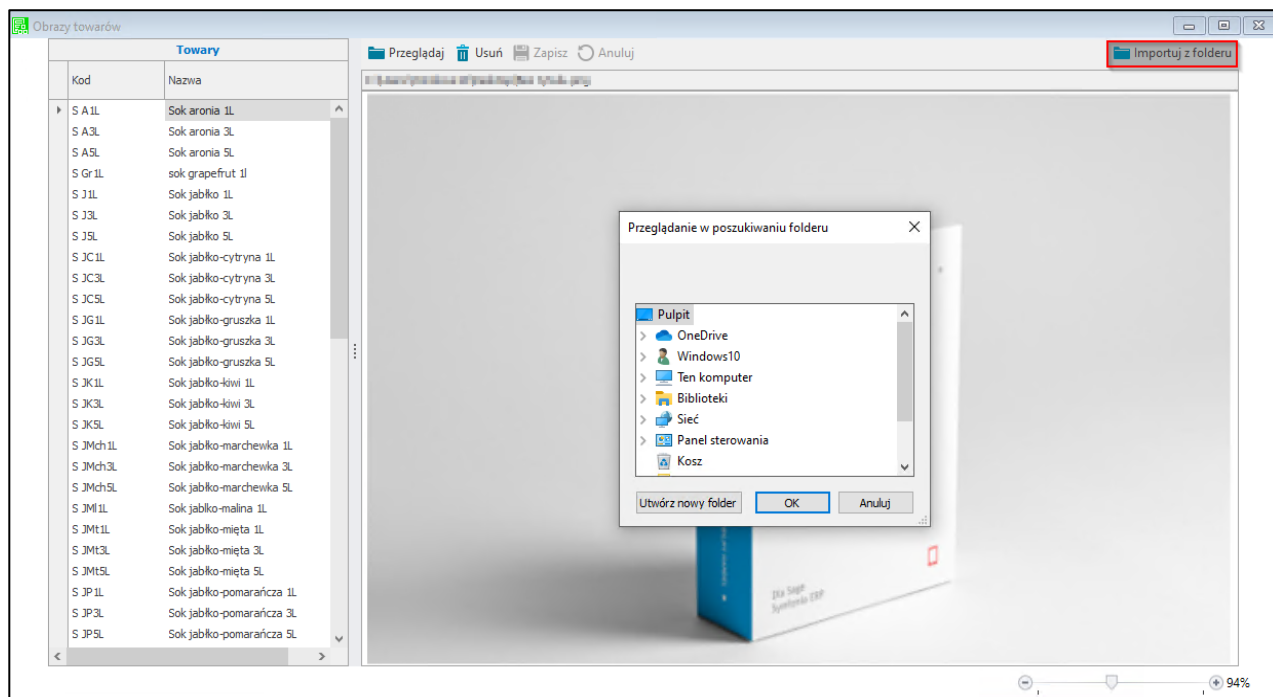 Obrazy towarów
Towary
Kod Nazwa
S A1L Sok aronia 1L
S A3L Sok aronia 3L
S A5L Sok aronia 5L
S Gr1L sok grapefrut 1l
S J1L Sok jabłko 1L
S J3L Sok jabłko 3L
S J5L Sok jabłko 5L
S JC1L Sok jabłko-cytryna 1L
S JC3L Sok jabłko-cytryna 3L
S JC5L Sok jabłko-cytryna 5L
S JG1L Sok jabłko-gruszka 1L
S JG3L Sok jabłko-gruszka 3L
S JG5L Sok jabłko-gruszka 5L
S JK1L Sok jabłko-kiwi 1L
S JK3L Sok jabłko-kiwi 3L
S JK5L Sok jabłko-kiwi 5L
S JMch1L Sok jabłko-marchewka 1L
S JMch3L Sok jabłko-marchewka 3L
S JMch5L Sok jabłko-marchewka 5L
S JMl1L Sok jablko-malina 1L
S JMt1L Sok jabłko-mięta 1L
S JMt3L Sok jabłko-mięta 3L
S JMt5L Sok jabłko-mięta 5L
S JP1L Sok jabłko-pomarańcza 1L
S JP3L Sok jabłko-pomarańcza 3L
S JP5L Sok jabłko-pomarańcza 5L
Przeglądaj Usuń Zapisz Anuluj Importuj z folderu
Przeglądanie w poszukiwaniu folderu
Pulpit
OneDrive
Windows10
Ten komputer
Biblioteki
Sieć
Panel sterowania
Kosz
Utwórz nowy folder OK Anuluj
Symfonia ERP
94%